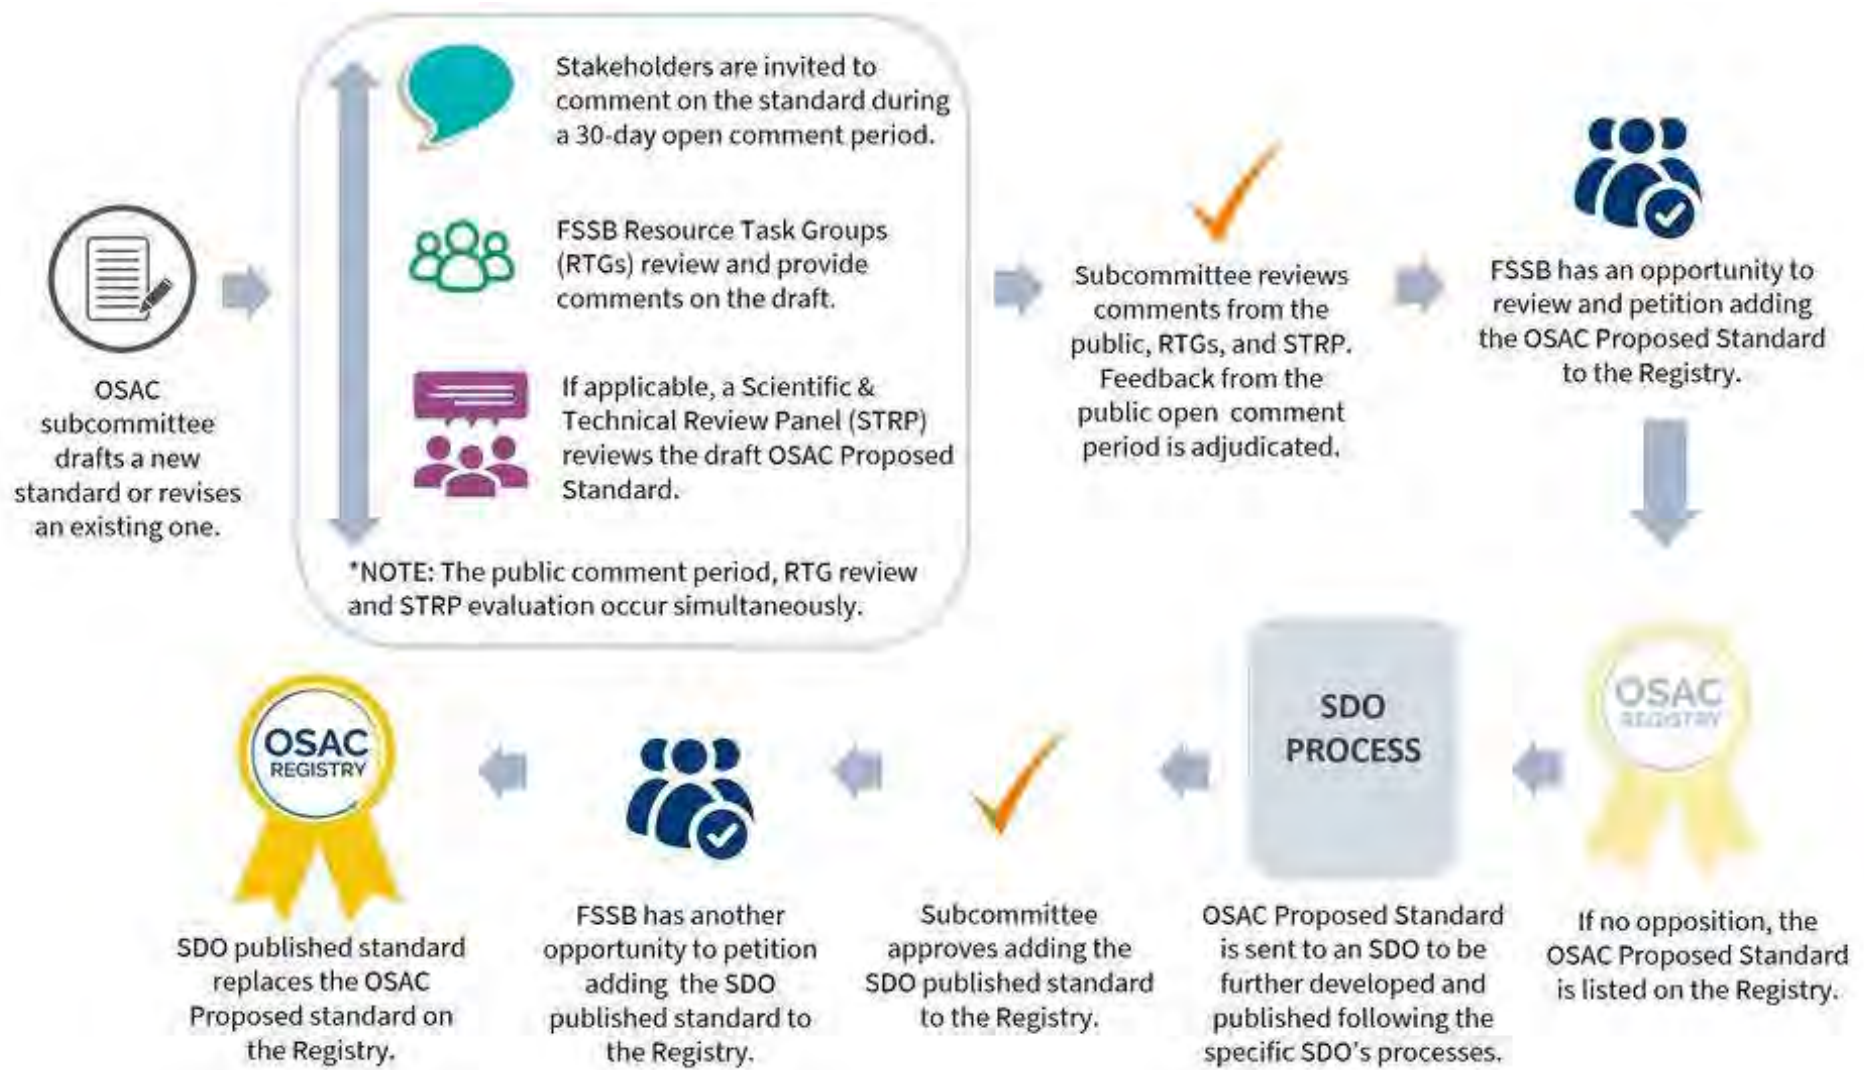 OSAC
subcommittee
drafts a new
standard or revises
an existing one.
Stakeholders are invited to
comment on the standard during
a 30-day open comment period.
FSSB Resource Task Groups
(RTGs) review and provide
comments on the draft.
If applicable, a Scientific &
Technical Review Panel (STRP)
reviews the draft OSAC Proposed
Standard.
*NOTE: The public comment period, RTG review
and STRP evaluation occur simultaneously.
Subcommittee reviews
comments from the
public, RTGs, and STRP.
Feedback from the
public open comment
period is adjudicated.
FSSB has an opportunity to
review and petition adding
the OSAC Proposed Standard
to the Registry.
OSAC
REGISTRY
If no opposition, the
OSAC Proposed Standard
is listed on the Registry.
SDO
PROCESS
OSAC Proposed Standard
is sent to an SDO to be
further developed and
published following the
specific SDO's processes.
Subcommittee
approves adding the
SDO published standard
to the Registry.
FSSB has another
opportunity to petition
adding the SDO
published standard to
the Registry.
OSAC
REGISTRY
SDO published standard
replaces the OSAC
Proposed standard on
the Registry.